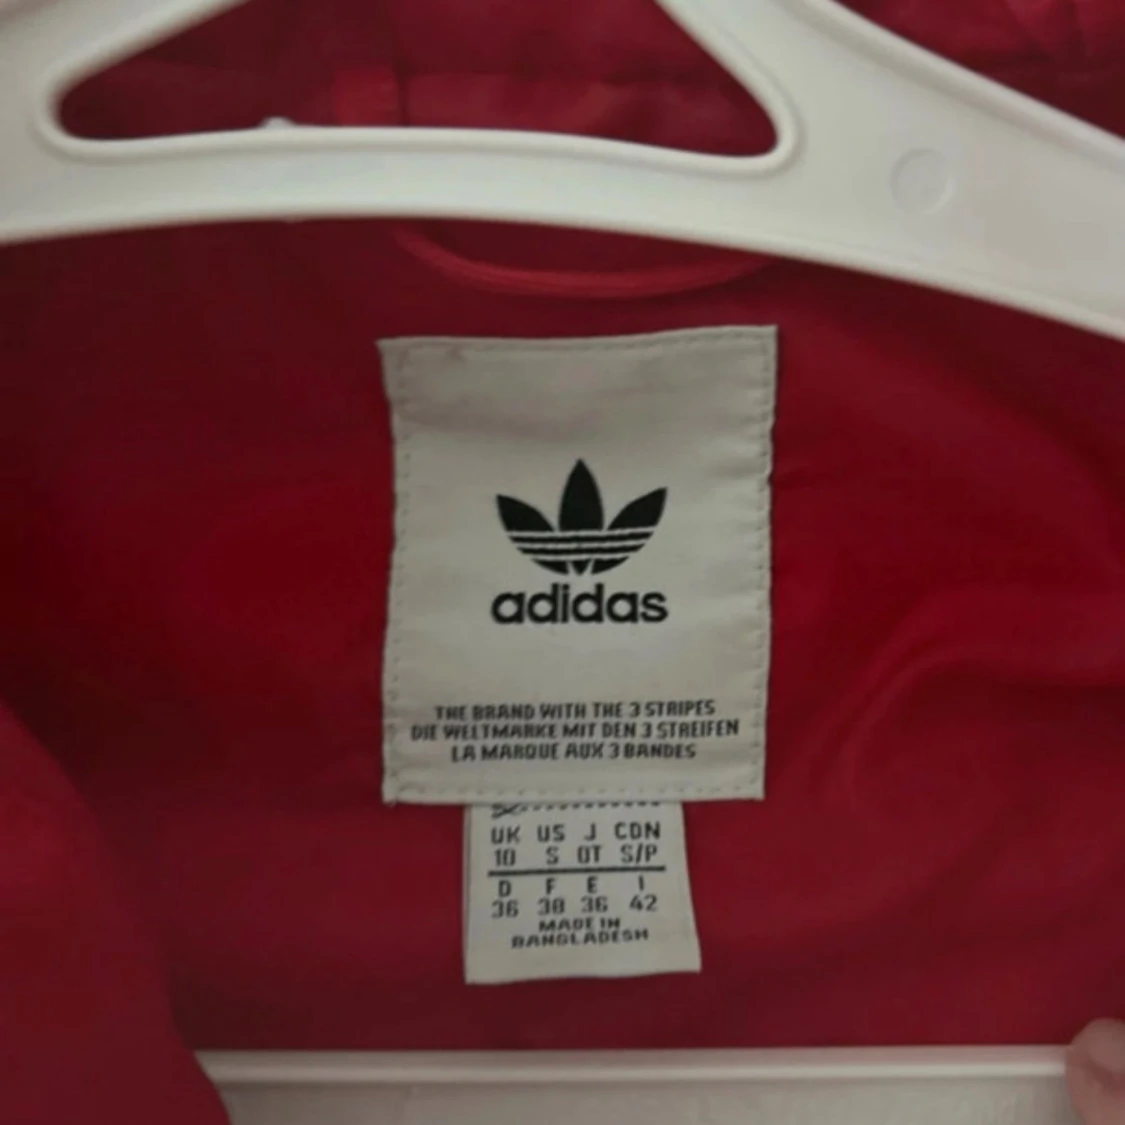 adidas
THE BRAND WITH THE 3 STRIPES
DIE WELTMARKE MIT DEN 3 STREIFEN
LA MARQUE AUX 3 BANDES
UK US J CDN
10 S OT S/P
D F E I
36 38 36 42
MADE IN
BANGLADESH